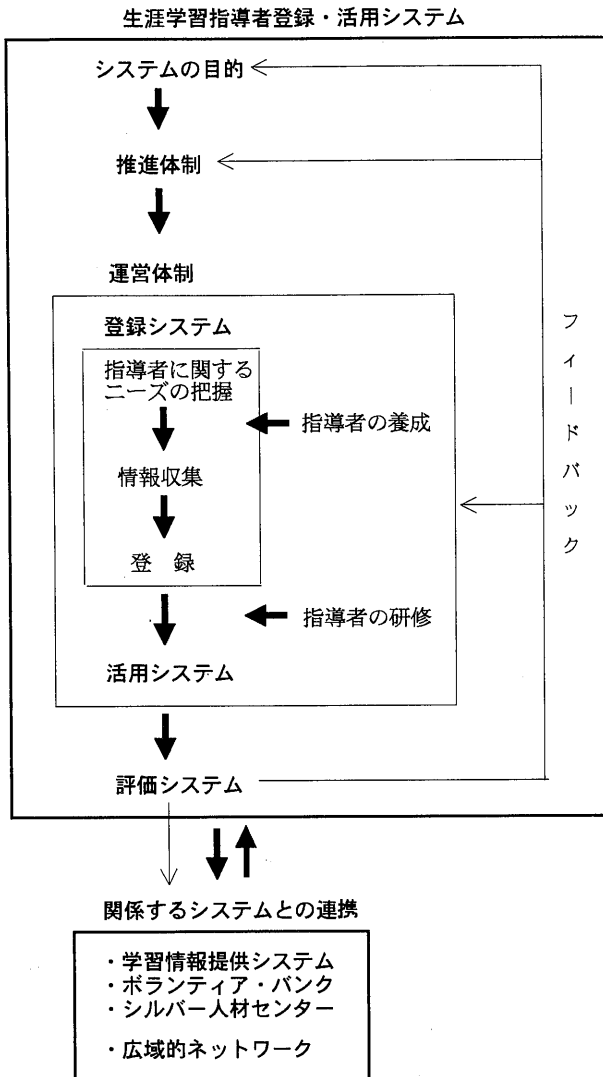 生涯学習指導者登録・活用システム
システムの目的
推進体制
運営体制
登録システム
指導者に関する
ニーズの把握
指導者の養成
情報収集
登 録
指導者の研修
活用システム
評価システム
フィードバック
関係するシステムとの連携
・学習情報提供システム
・ボランティア・バンク
・シルバー人材センター
・広域的ネットワーク